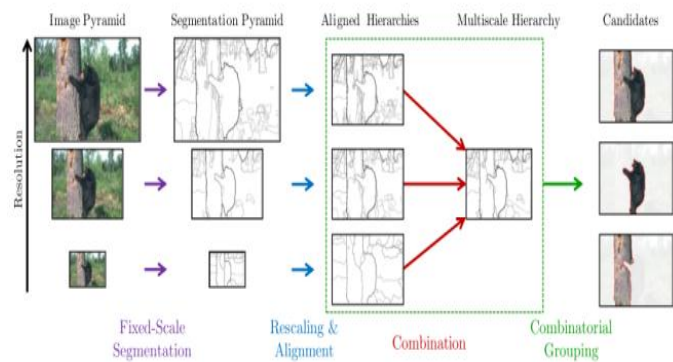 Image Pyramid
Segmentation Pyramid
Aligned Hierarchies
Multiscale Hierarchy
Candidates
Resolution
Fixed-Scale
Segmentation
Rescaling &
Alignment
Combination
Combinatorial
Grouping